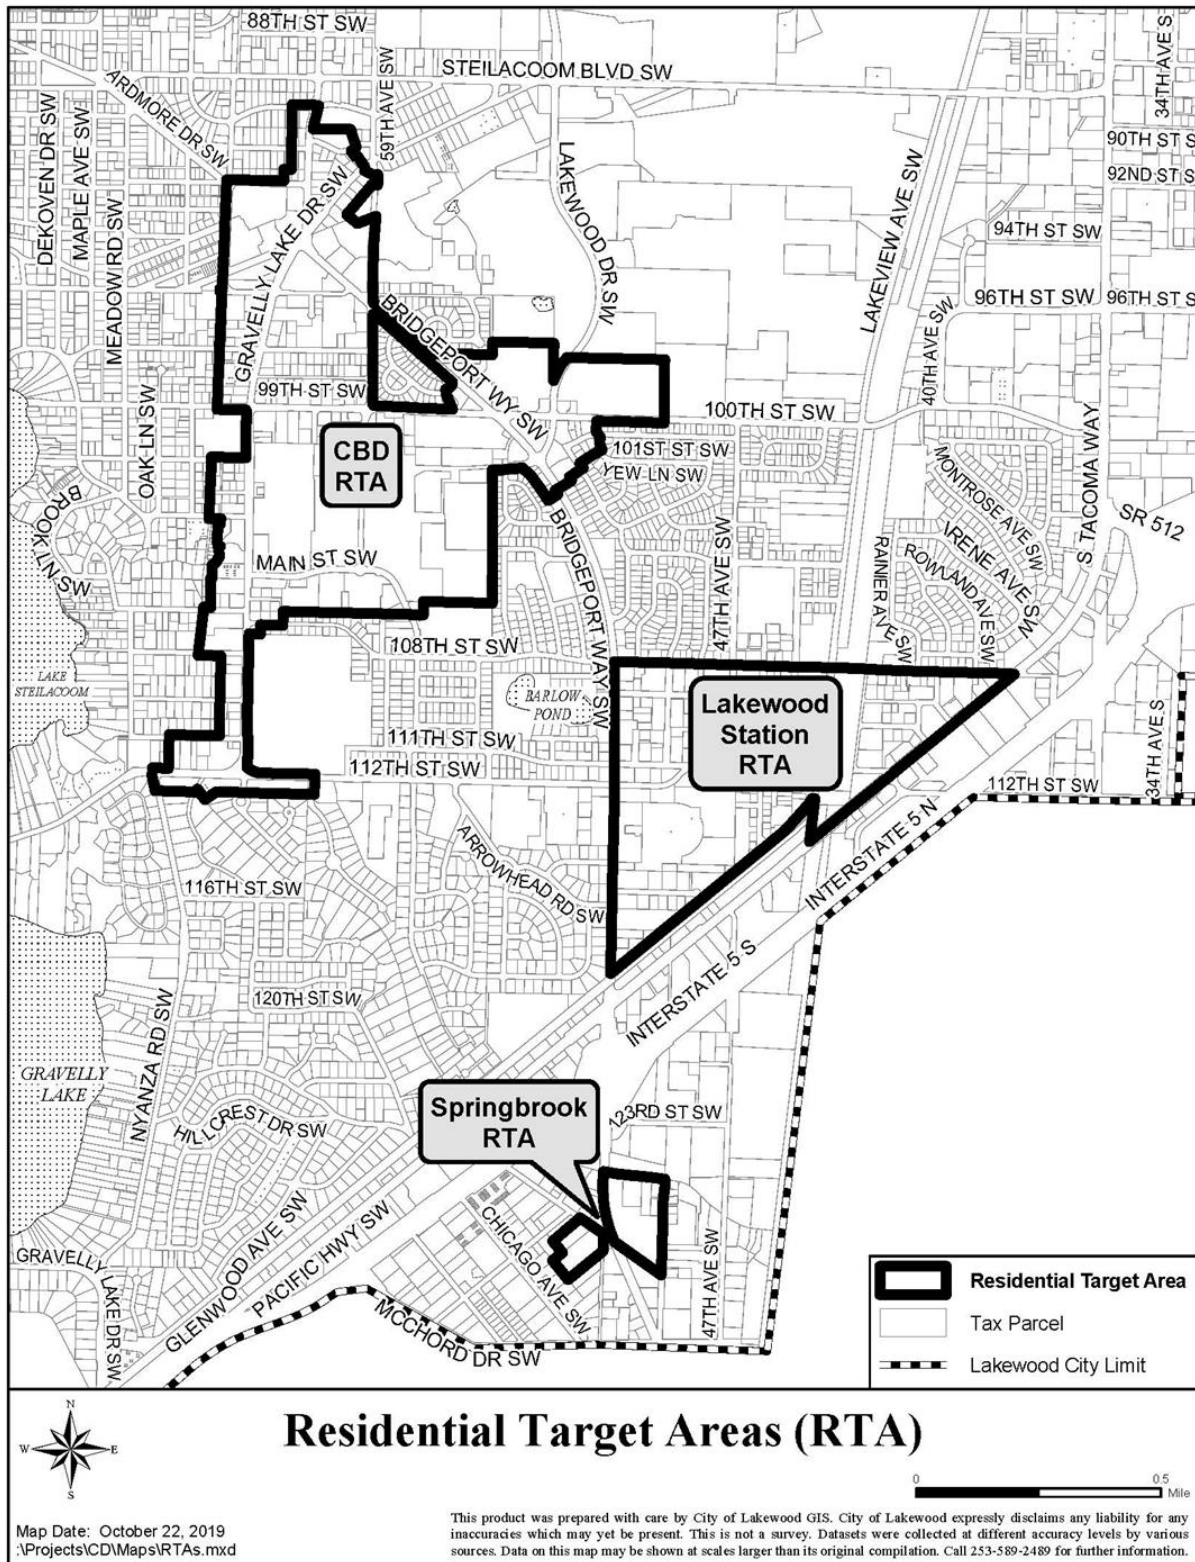 88TH ST SW
STEILACOOM BLVD SW
34TH AVE S
ARDMORE DR SW
59TH AVE SW
DEKOVEN DR SW
MAPLE AVE SW
MEADOW RD SW
LAKEWOOD DR SW
LAKEVIEW AVE SW
90TH ST S
92ND ST S
94TH ST SW
96TH ST SW
96TH ST S
GRAVELLY LAKE DR SW
BRIDGEPORT WY SW
40TH AVE SW
99TH ST SW
100TH ST SW
OAK LN SW
CBD
RTA
101ST ST SW
YEW LN SW
MONTROSE AVE SW
S TACOMA WAY
SR 512
BROOK LN SW
BRIDGEPORT WAY SW
47TH AVE SW
RAINIER AVE SW
IRENE AVE SW
ROWLAND AVE SW
MAIN ST SW
108TH ST SW
LAKE
STEILACOOM
BARLOW
POND
Lakewood
Station
RTA
111TH ST SW
112TH ST SW
34TH AVE S
112TH ST SW
ARROWHEAD RD SW
INTERSTATE 5 N
116TH ST SW
INTERSTATE 5 S
120TH ST SW
NYANZA RD SW
GRAVELLY
LAKE
HILLCREST DR SW
Springbrook
RTA
123RD ST SW
CHICAGO AVE SW
47TH AVE SW
GRAVELLY LAKE DR SW
GLENWOOD AVE SW
PACIFIC HWY SW
MCCHORD DR SW
Residential Target Area
Tax Parcel
Lakewood City Limit
N
W
E
S
Residential Target Areas (RTA)
0 0.5
Mile
Map Date: October 22, 2019
:\Projects\CD\Maps\RTAs.mxd
This product was prepared with care by City of Lakewood GIS. City of Lakewood expressly disclaims any liability for any
inaccuracies which may yet be present. This is not a survey. Datasets were collected at different accuracy levels by various
sources. Data on this map may be shown at scales larger than its original compilation. Call 253-589-2489 for further information.